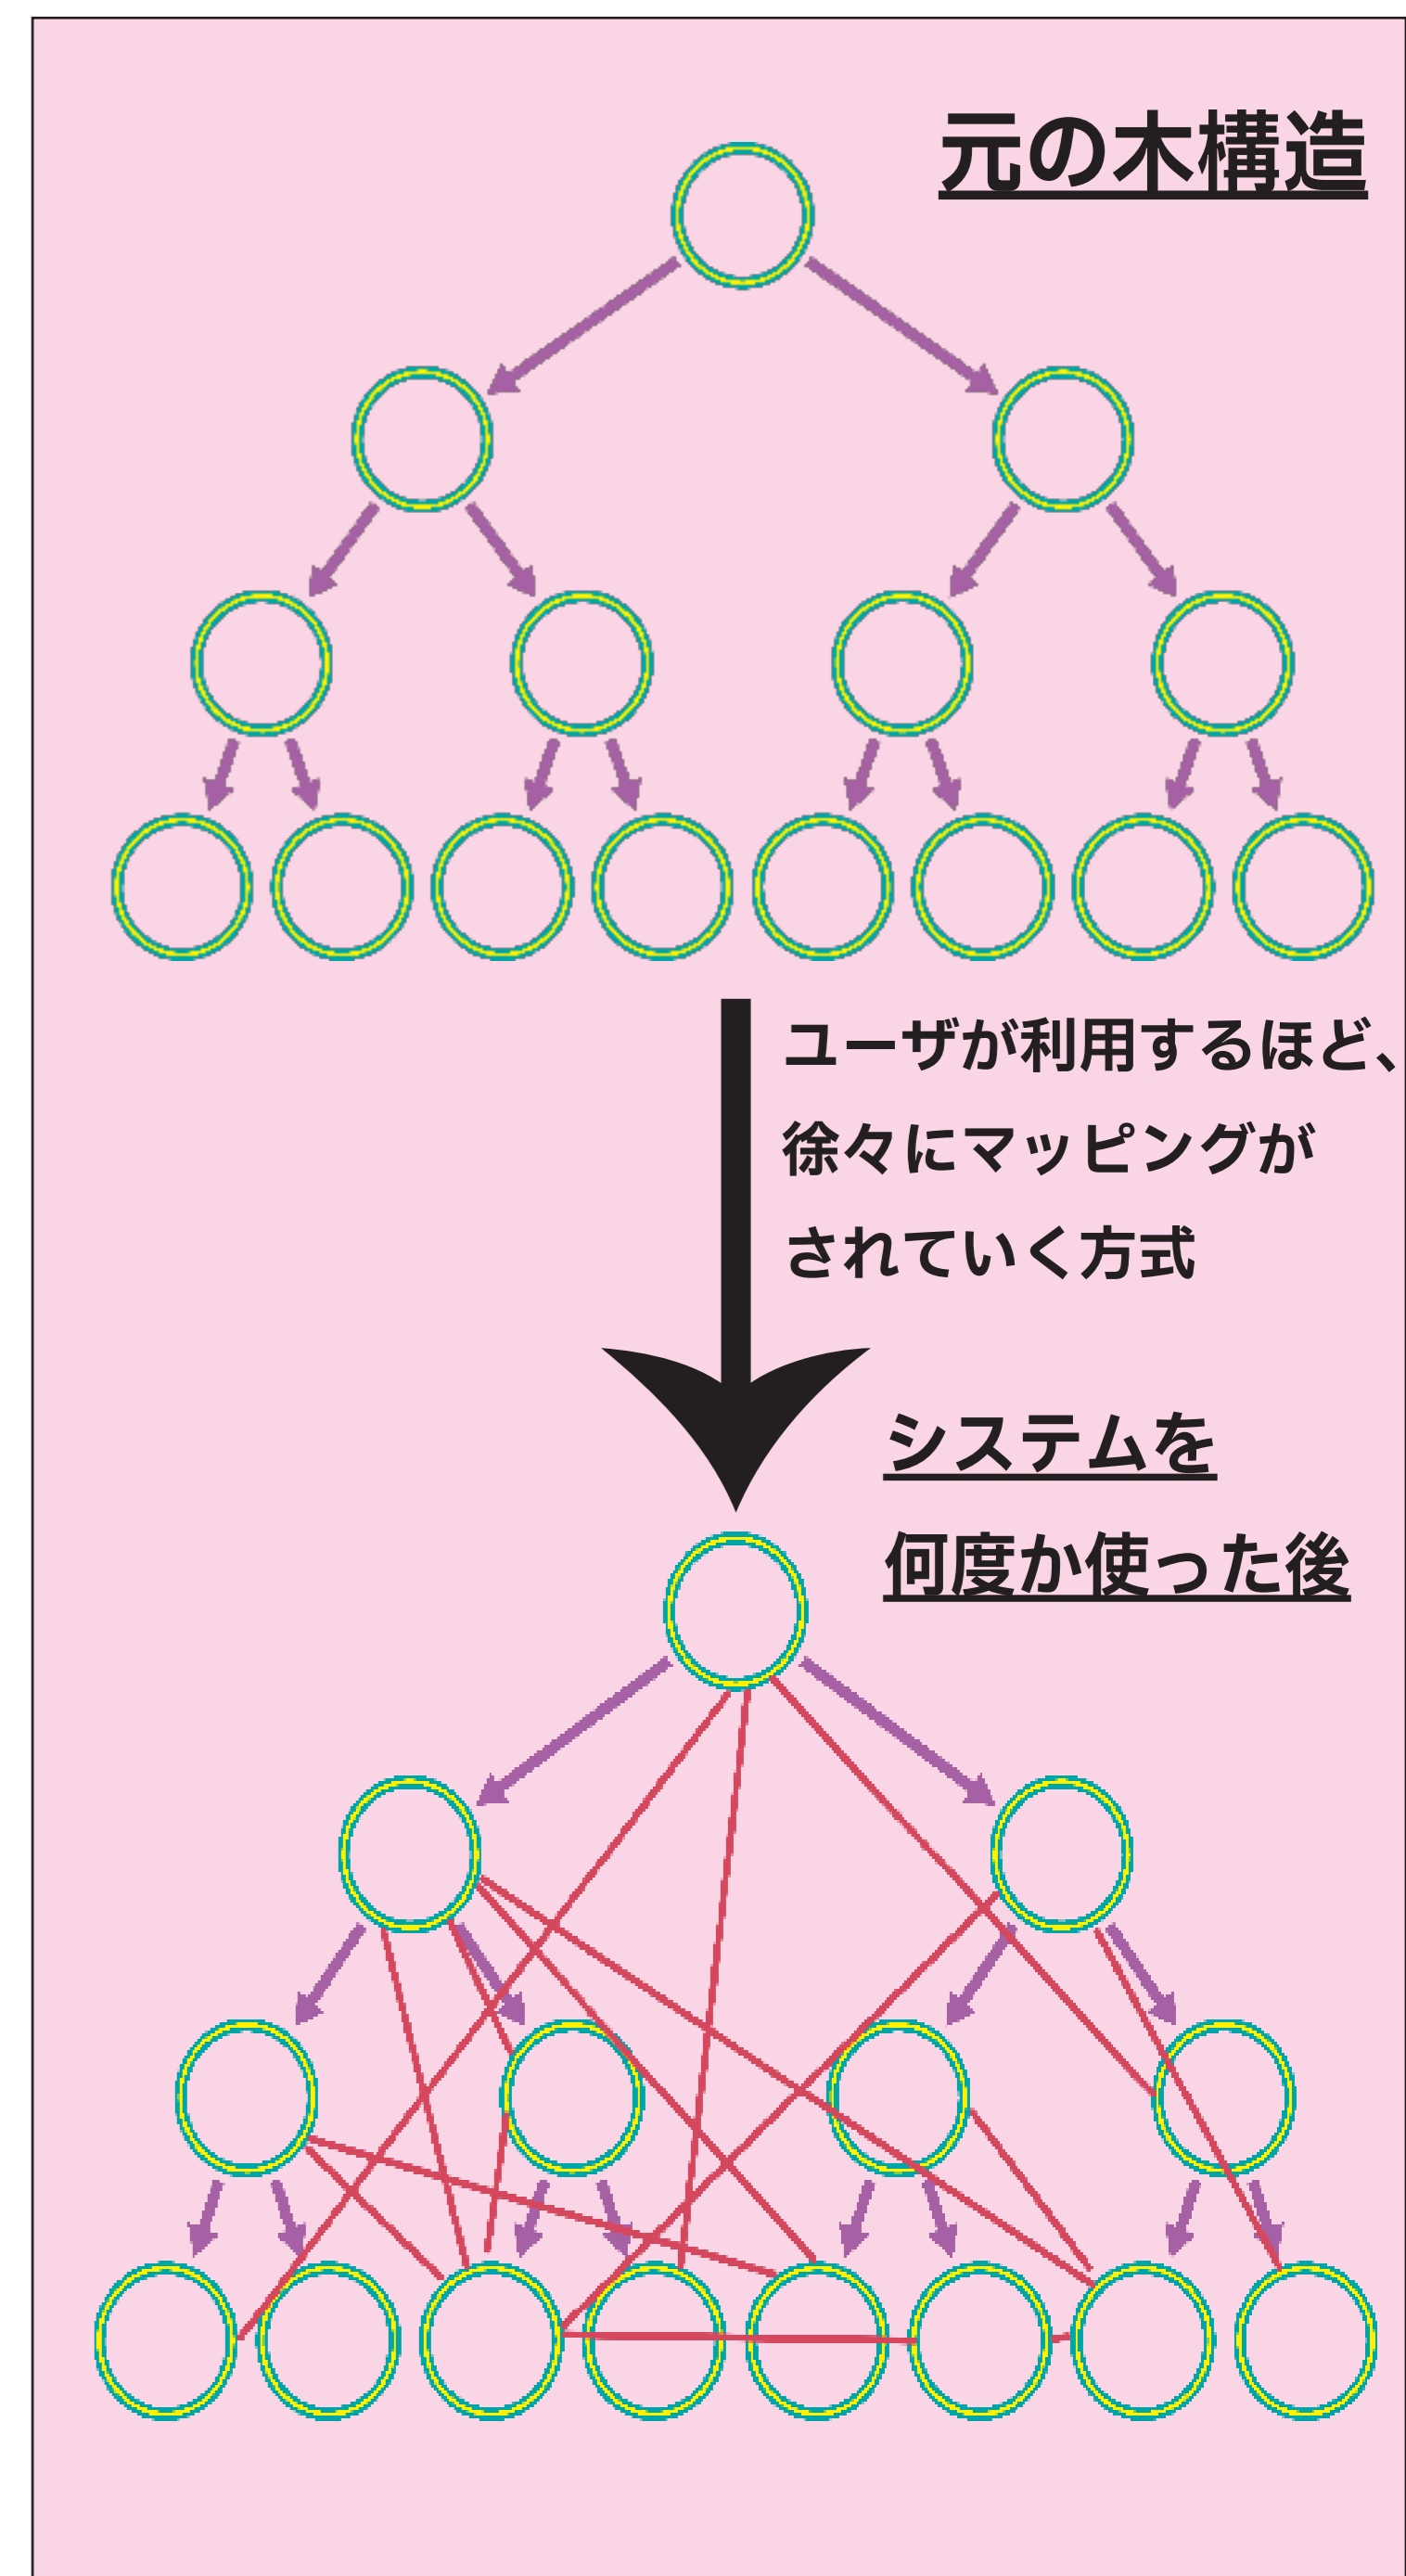 元の木構造
ユーザが利用するほど、
徐々にマッピングが
されていく方式
システムを
何度か使った後